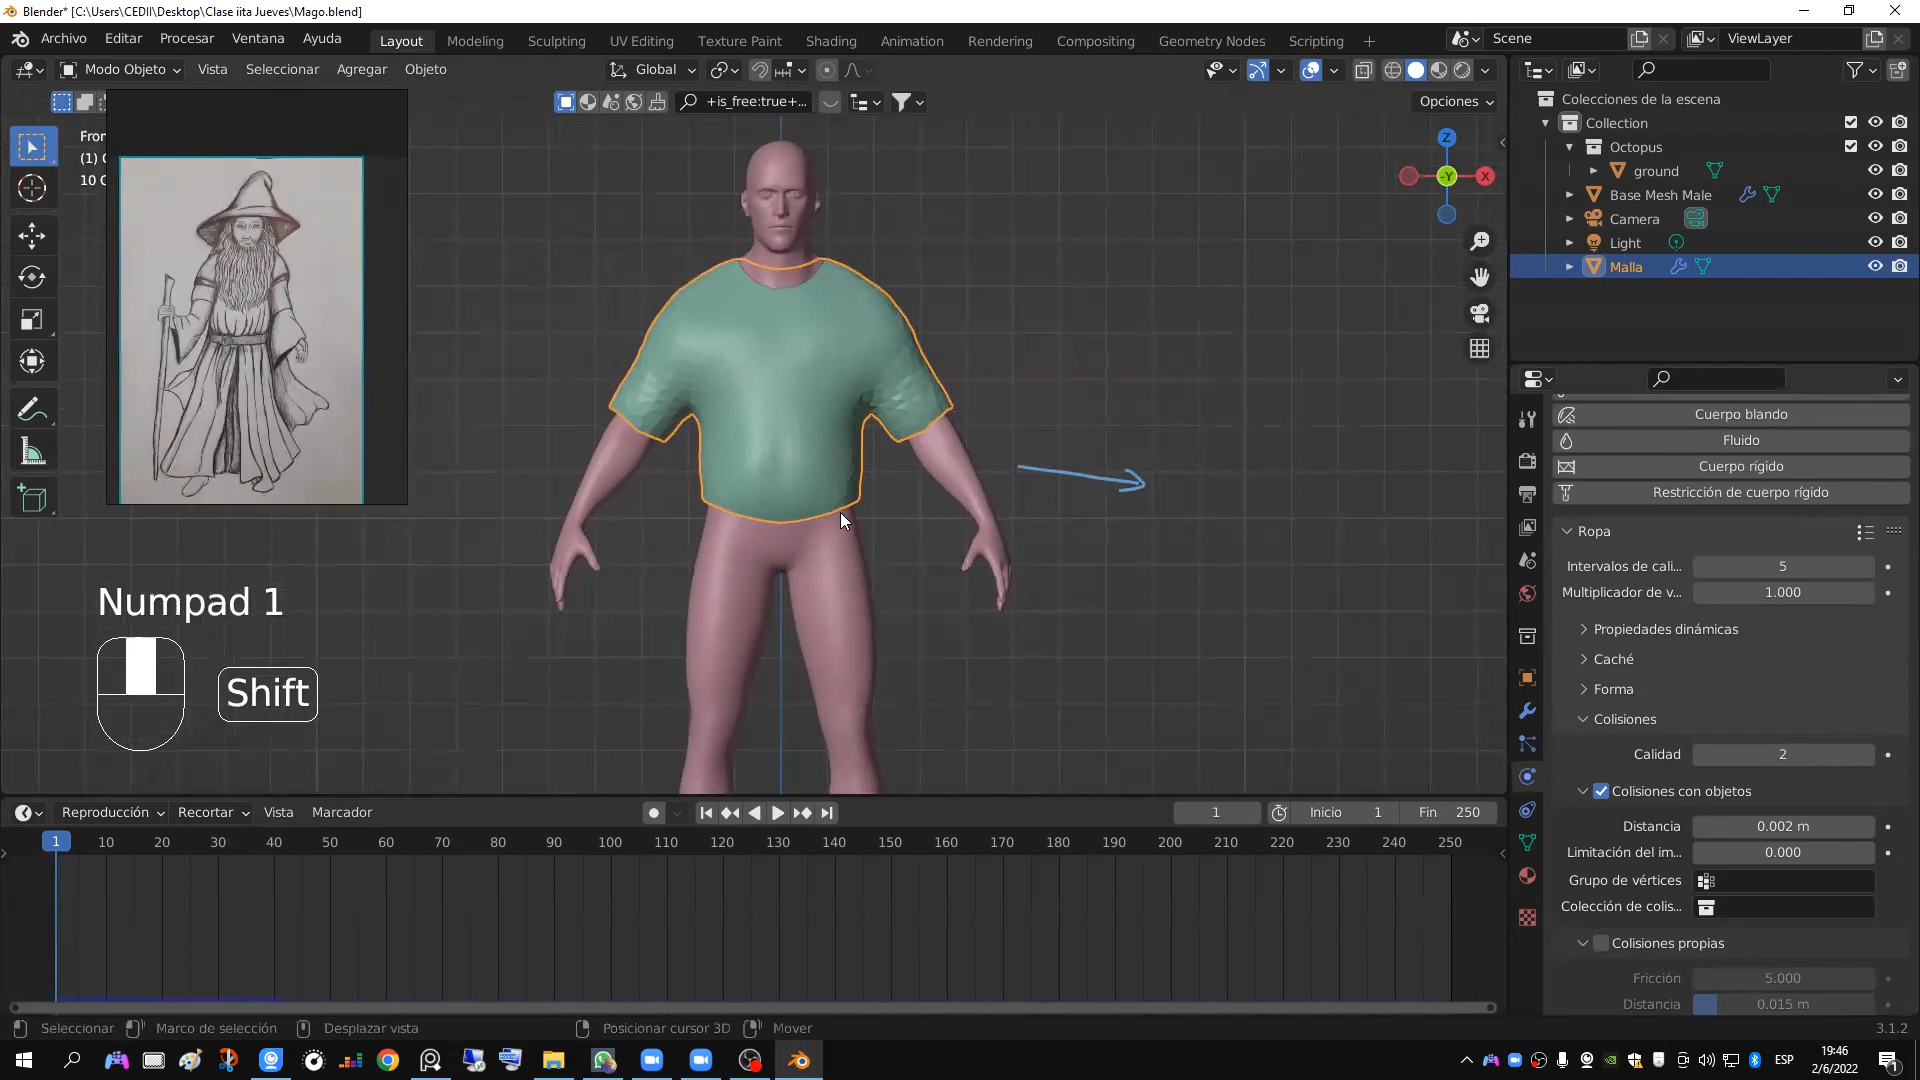 Blender* [C:\Users\CEDII\Desktop\Clase iita Jueves\Mago.blend]
Archivo Editar Procesar Ventana Ayuda Layout Modeling Sculpting UV Editing Texture Paint Shading Animation Rendering Compositing Geometry Nodes Scripting + Scene ViewLayer
Modo Objeto Vista Seleccionar Agregar Objeto Global
+is_free:true+... Opciones
Colecciones de la escena
Collection
Octopus
ground
Base Mesh Male
Camera
Light
Malla
Fron
(1) C
10 C
Z
-Y
X
Numpad 1
Shift
Cuerpo blando
Fluido
Cuerpo rígido
Restricción de cuerpo rígido
Ropa
Intervalos de cali... 5
Multiplicador de v... 1.000
Propiedades dinámicas
Caché
Forma
Colisiones
Calidad 2
Colisiones con objetos
Distancia 0.002 m
Limitación del im... 0.000
Grupo de vértices
Colección de colis...
Colisiones propias
Fricción 5.000
Distancia 0.015 m
Reproducción Recortar Vista Marcador 1 Inicio 1 Fin 250
1 10 20 30 40 50 60 70 80 90 100 110 120 130 140 150 160 170 180 190 200 210 220 230 240 250
Seleccionar Marco de selección Desplazar vista Posicionar cursor 3D Mover 3.1.2
ESP
19:46
2/6/2022
1